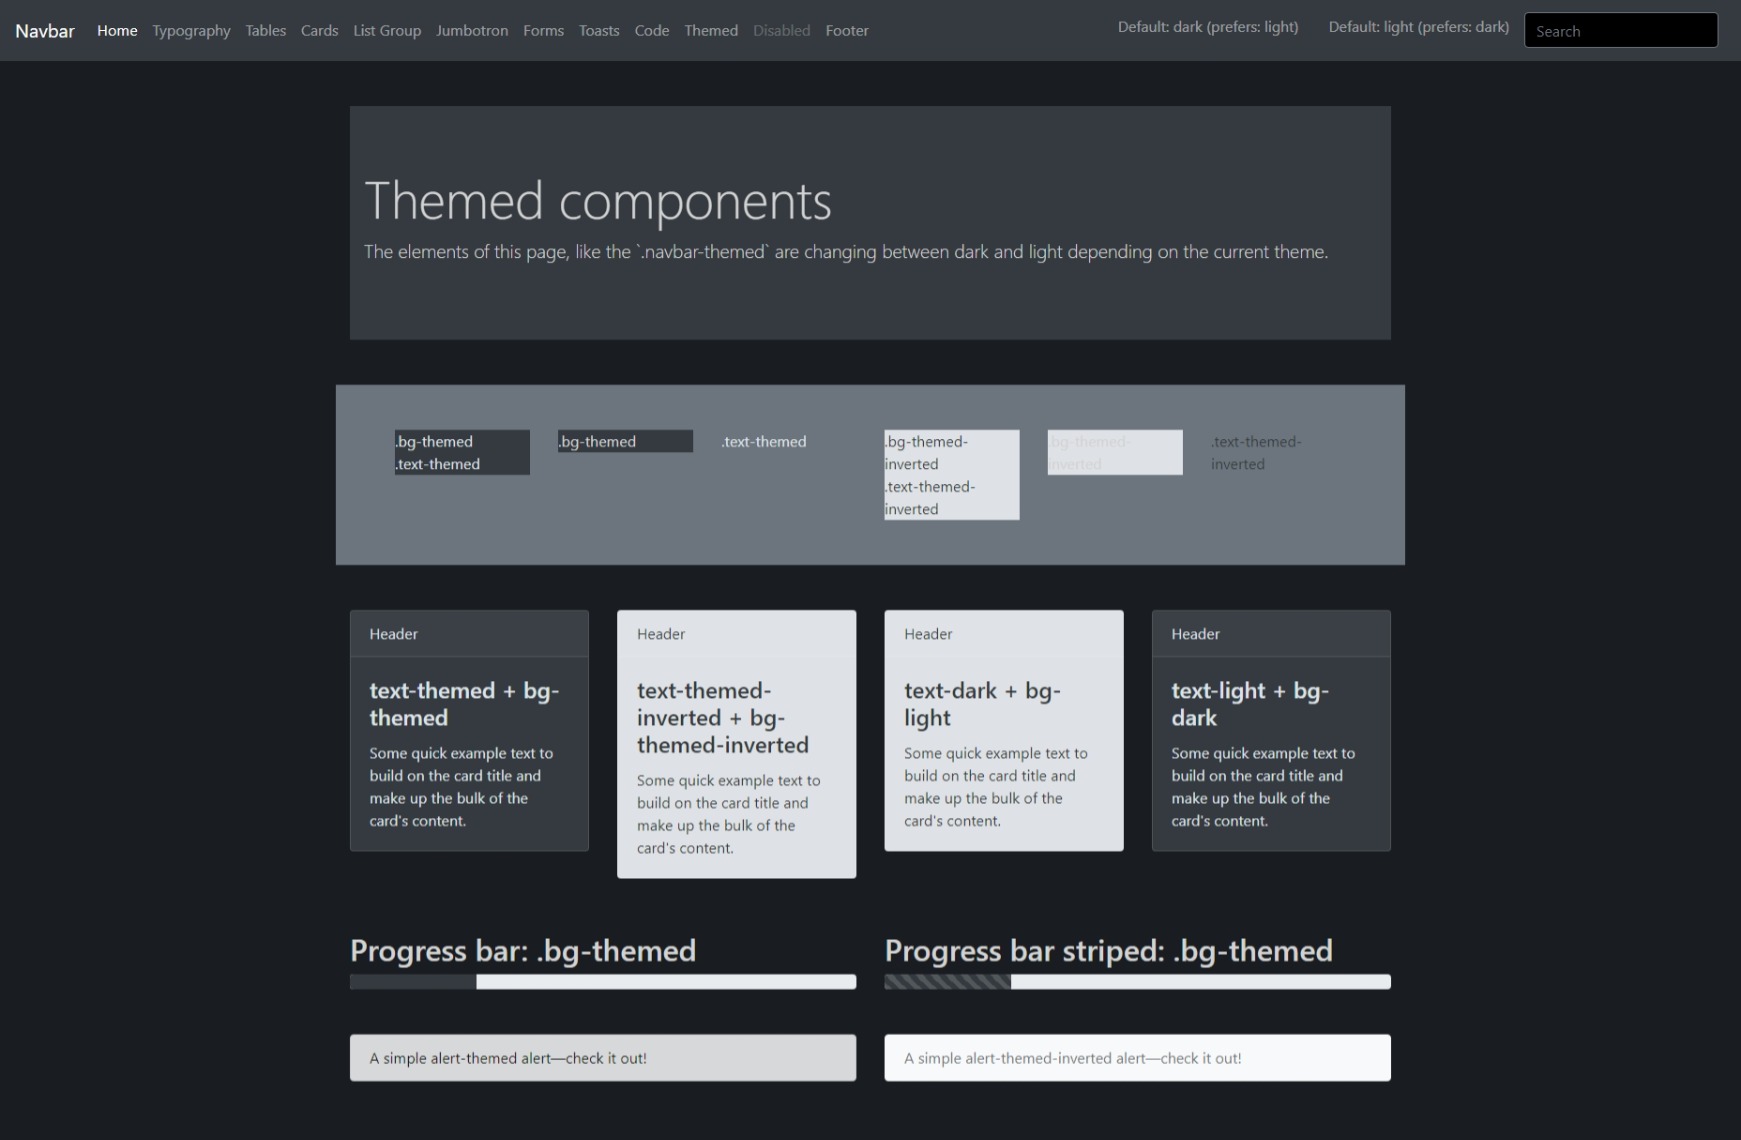 Navbar Home Typography Tables Cards List Group Jumbotron Forms Toasts Code Themed Disabled Footer Default: dark (prefers: light) Default: light (prefers: dark) Search
Themed components
The elements of this page, like the `.navbar-themed` are changing between dark and light depending on the current theme.
.bg-themed
.text-themed
.bg-themed
.text-themed
.bg-themed-
inverted
.text-themed-
inverted
.bg-themed-
inverted
.text-themed-
inverted
Header
text-themed + bg-
themed
Some quick example text to
build on the card title and
make up the bulk of the
card's content.
Header
text-themed-
inverted + bg-
themed-inverted
Some quick example text to
build on the card title and
make up the bulk of the
card's content.
Header
text-dark + bg-
light
Some quick example text to
build on the card title and
make up the bulk of the
card's content.
Header
text-light + bg-
dark
Some quick example text to
build on the card title and
make up the bulk of the
card's content.
Progress bar: .bg-themed
Progress bar striped: .bg-themed
A simple alert-themed alert—check it out!
A simple alert-themed-inverted alert—check it out!